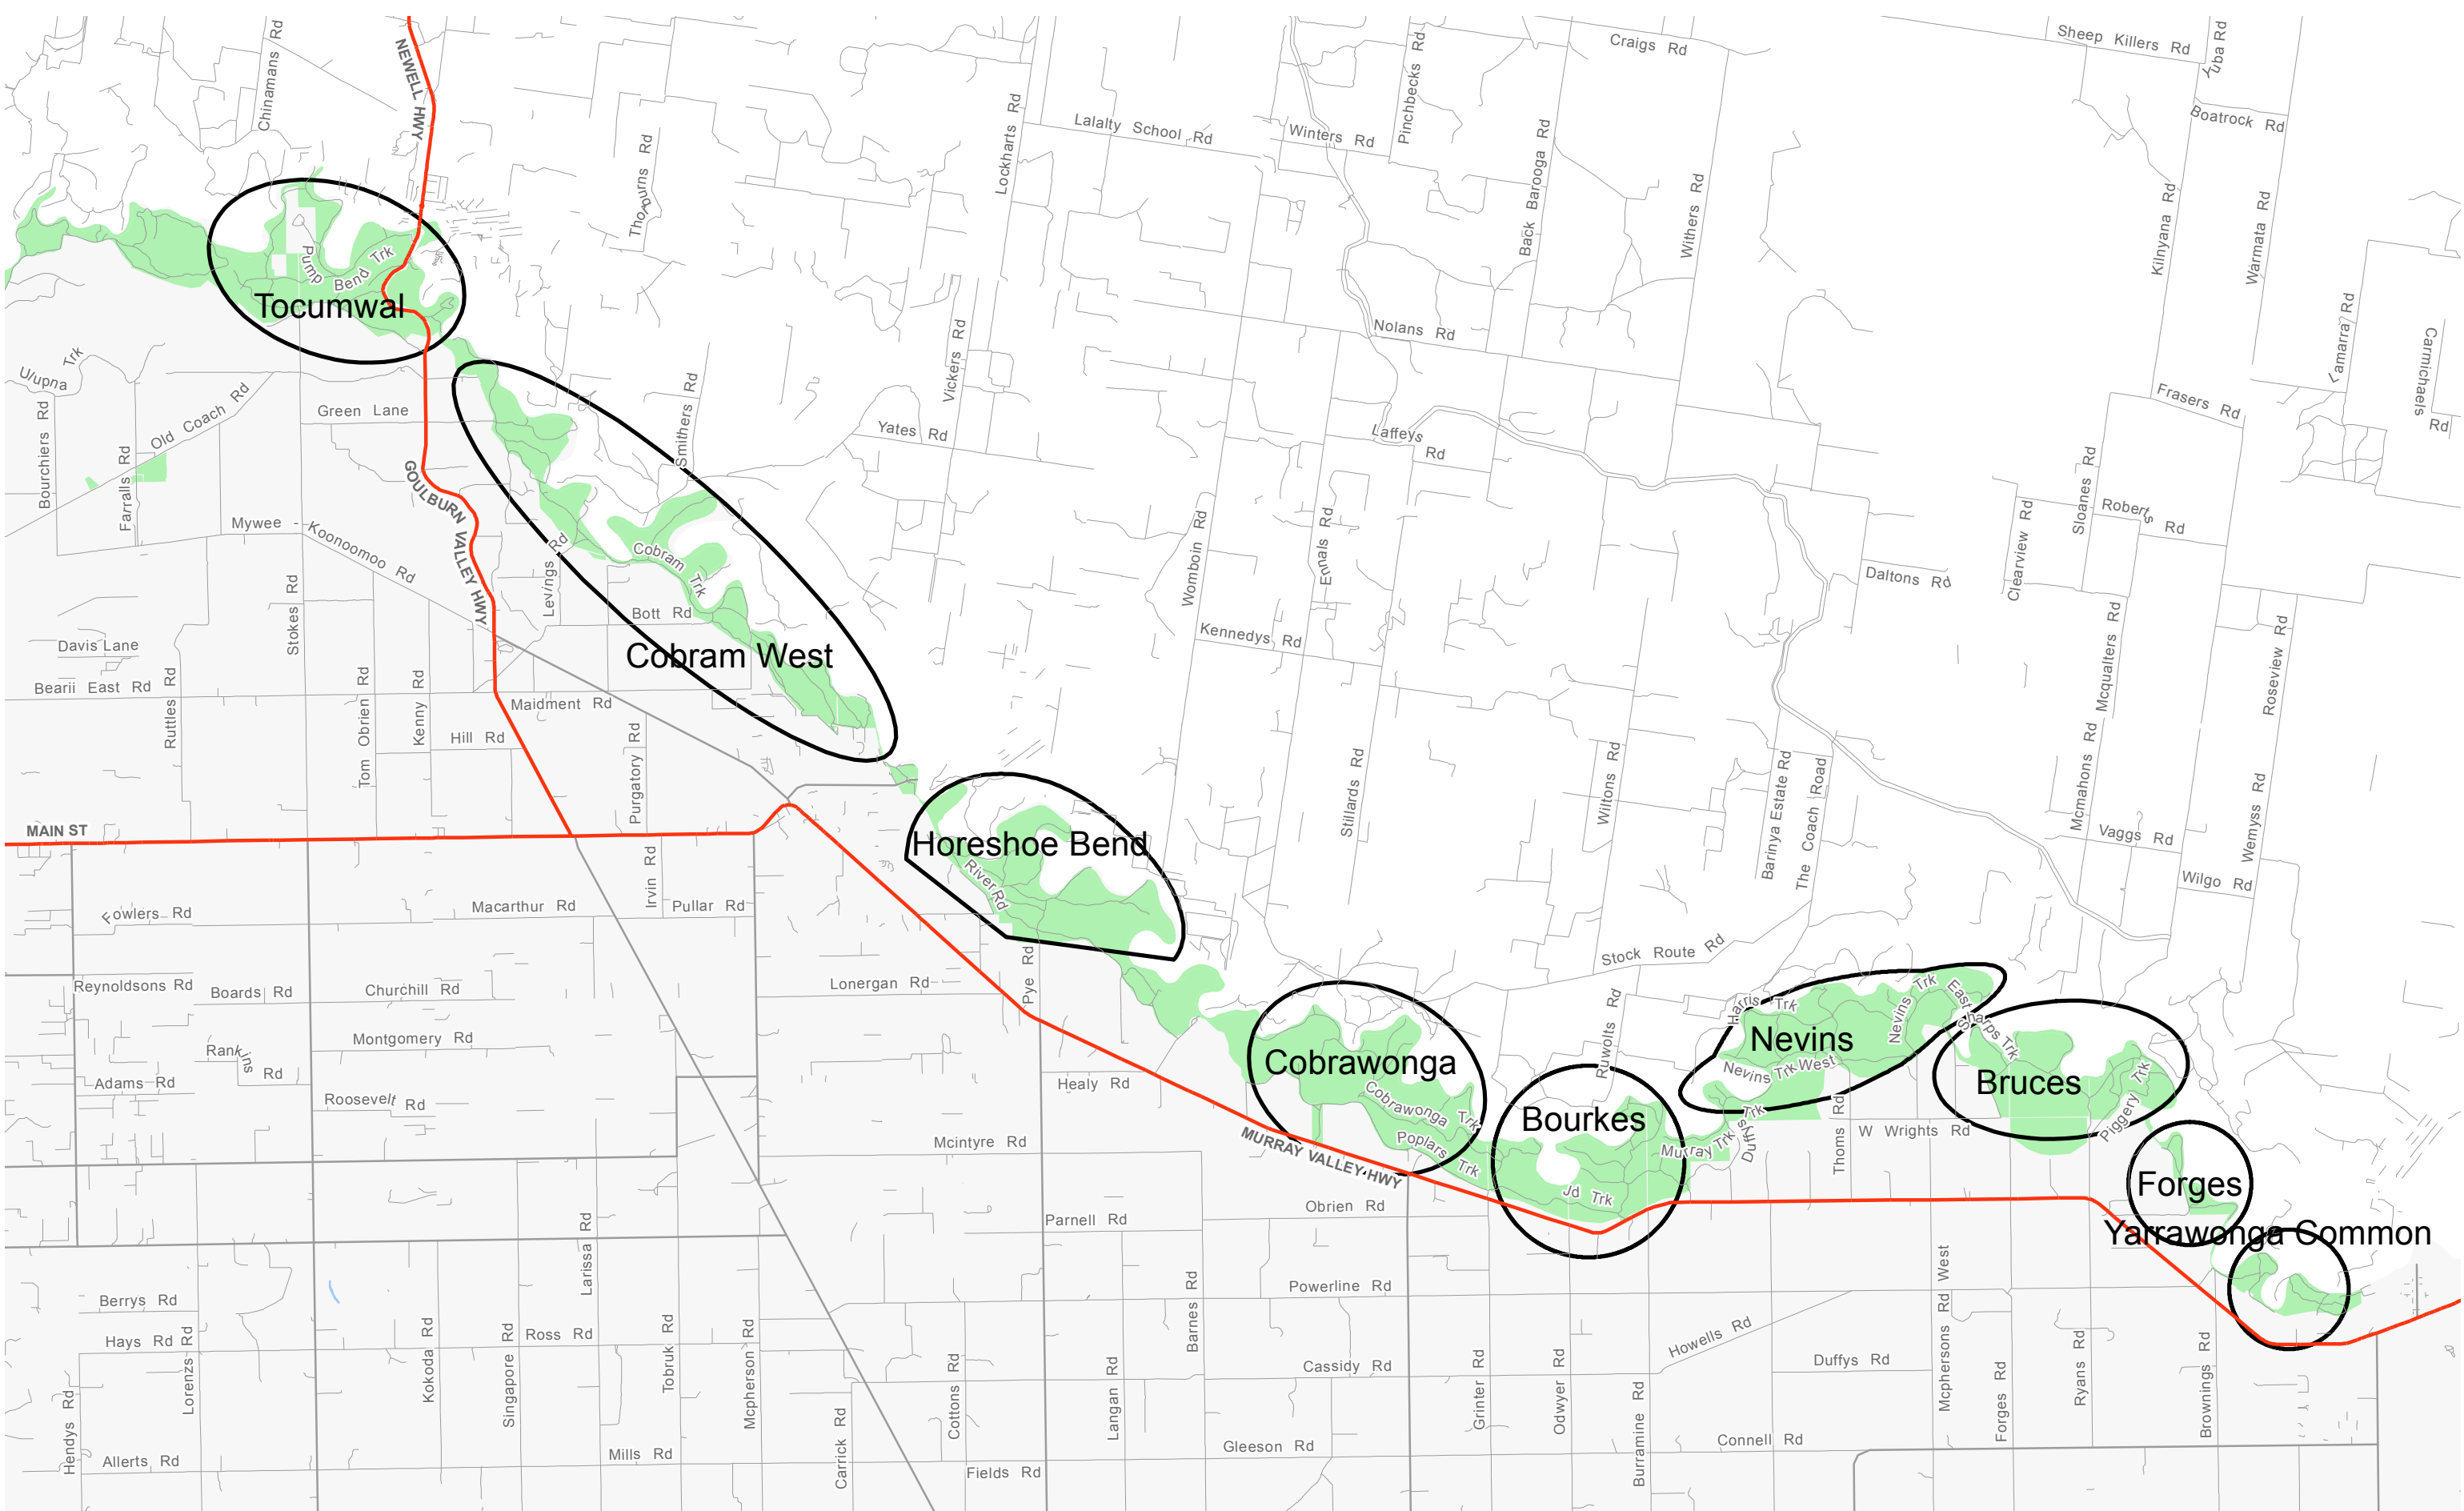 Chinamans Rd
NEWELL HWY
Thorburns Rd
Lockharts Rd
Lalalty School Rd
Winters Rd
Pinchbecks Rd
Craigs Rd
Sheep Killers Rd
Yuba Rd
Boatrock Rd
Back Barooga Rd
Withers Rd
Kilnyana Rd
Warmata Rd
Pump Bend Trk
Tocumwal
Ulupna Trk
Bourchiers Rd
Farralls Rd
Old Coach Rd
Green Lane
Smithers Rd
Vickers Rd
Yates Rd
Nolans Rd
Laffeys Rd
Lamarra Rd
Carmichaels Rd
Frasers Rd
GOULBURN VALLEY HWY
Mywee - Koonoomoo Rd
Stokes Rd
Levings Rd
Cobram Trk
Bott Rd
Cobram West
Womboin Rd
Ennals Rd
Kennedys Rd
Daltons Rd
Clearview Rd
Sloanes Rd
Roberts Rd
Davis Lane
Bearii East Rd
Ruttles Rd
Tom Obrien Rd
Kenny Rd
Maidment Rd
Hill Rd
Purgatory Rd
Stillards Rd
Wiltons Rd
Barinya Estate Rd
The Coach Road
Mcmahons Rd
Mcqualters Rd
Roseview Rd
Wemyss Rd
Vaggs Rd
Wilgo Rd
MAIN ST
Horeshoe Bend
River Rd
Fowlers Rd
Macarthur Rd
Irvin Rd
Pullar Rd
Reynoldsons Rd
Boards Rd
Churchill Rd
Lonergan Rd
Pye Rd
Stock Route Rd
Ruwolts Rd
Harris Trk
Nevins Trk
East Sharps Trk
Nevins
Nevins Trk West
Montgomery Rd
Rankins Rd
Adams Rd
Roosevelt Rd
Healy Rd
Cobrawonga
Cobrawonga Trk
Poplars Trk
Bourkes
Bruces
Piggery Trk
Mcintyre Rd
MURRAY VALLEY HWY
Murray Trk
Duffys Trk
Thoms Rd
W Wrights Rd
Jd Trk
Forges
Yarrawonga Common
Parnell Rd
Obrien Rd
Larissa Rd
Powerline Rd
Berrys Rd
Hays Rd
Lorenzs Rd
Kokoda Rd
Singapore Rd
Ross Rd
Tobruk Rd
Mcpherson Rd
Barnes Rd
Cassidy Rd
Howells Rd
Duffys Rd
Mcphersons Rd West
Hendys Rd
Carrick Rd
Cottons Rd
Langan Rd
Grinter Rd
Odwyer Rd
Burramine Rd
Forges Rd
Ryans Rd
Brownings Rd
Allerts Rd
Mills Rd
Fields Rd
Gleeson Rd
Connell Rd